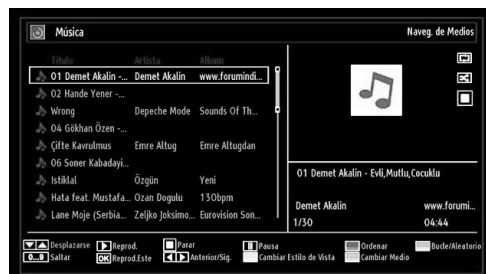 Música Naveg. de Medios
Título Artista Álbum
01 Demet Akalin -... Demet Akalin www.forumindi...
02 Hande Yener -...
Wrong Depeche Mode Sounds Of Th...
04 Gökhan Özen -...
Çifte Kavrulmus Emre Altug Emre Altugdan
06 Soner Kabadayi...
Istiklal Özgün Yeni
Hata feat. Mustafa... Ozan Dogulu 130bpm
Lane Moje (Serbia... Zeljko Joksimo... Eurovision Son...
01 Demet Akalin - Evli,Mutlu,Cocuklu
Demet Akalin www.forumi...
1/30 04:44
Desplazarse Reprod. Parar Pausa Ordenar Bucle/Aleatorio
0...9 Saltar OK Reprod.Este Anterior/Sig. Cambiar Estilo de Vista Cambiar Medio